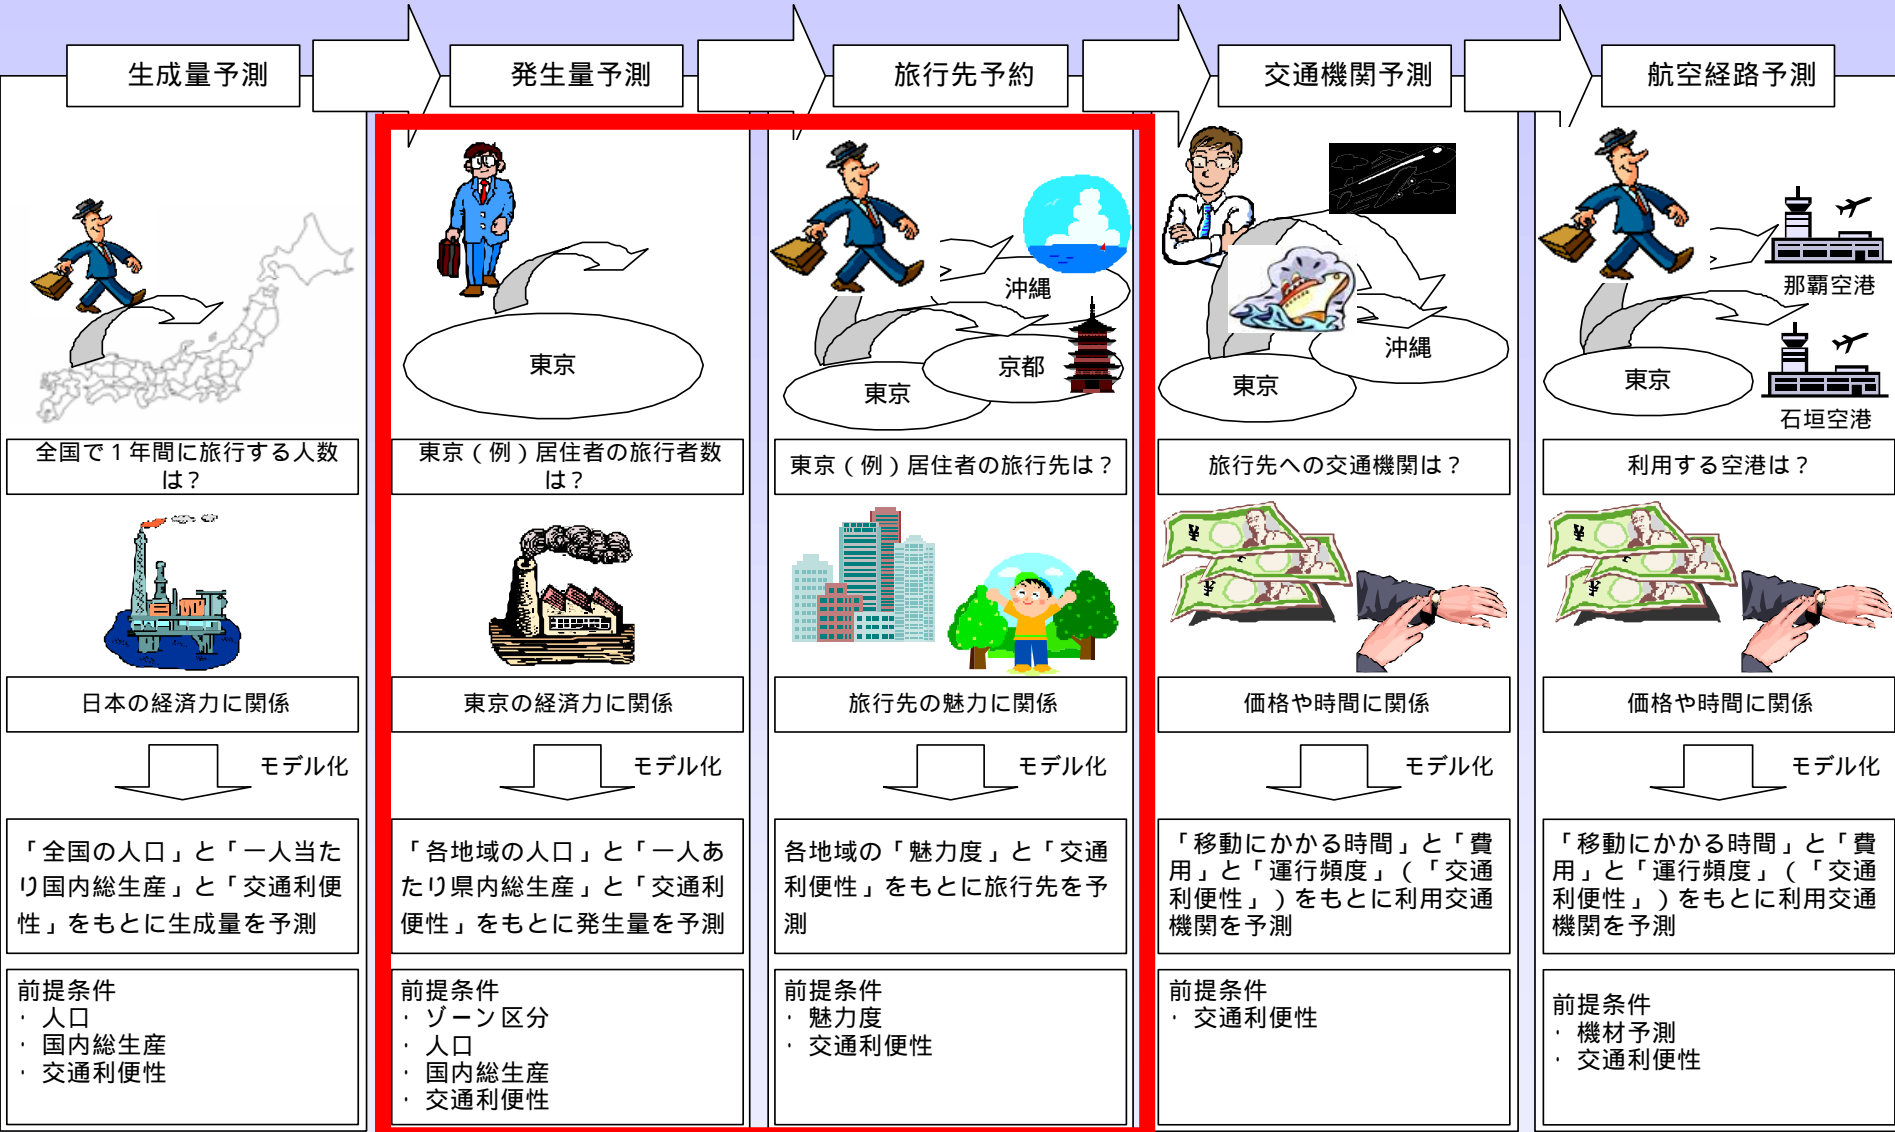 生成量予測
発生量予測
旅行先予約
交通機関予測
航空経路予測
東京
沖縄
京都
東京
沖縄
東京
那覇空港
東京
石垣空港
全国で1年間に旅行する人数
は?
東京(例)居住者の旅行者数
は?
東京(例)居住者の旅行先は?
旅行先への交通機関は?
利用する空港は?
日本の経済力に関係
東京の経済力に関係
旅行先の魅力に関係
価格や時間に関係
価格や時間に関係
モデル化
モデル化
モデル化
モデル化
モデル化
「全国の人口」と「一人当た
り国内総生産」と「交通利便
性」をもとに生成量を予測
「各地域の人口」と「一人あ
たり県内総生産」と「交通利
便性」をもとに発生量を予測
各地域の「魅力度」と「交通
利便性」をもとに旅行先を予
測
「移動にかかる時間」と「費
用」と「運行頻度」(「交通
利便性」)をもとに利用交通
機関を予測
「移動にかかる時間」と「費
用」と「運行頻度」(「交通
利便性」)をもとに利用交通
機関を予測
前提条件
・人口
・国内総生産
・交通利便性
前提条件
・ゾーン区分
・人口
・国内総生産
・交通利便性
前提条件
・魅力度
・交通利便性
前提条件
・交通利便性
前提条件
・機材予測
・交通利便性